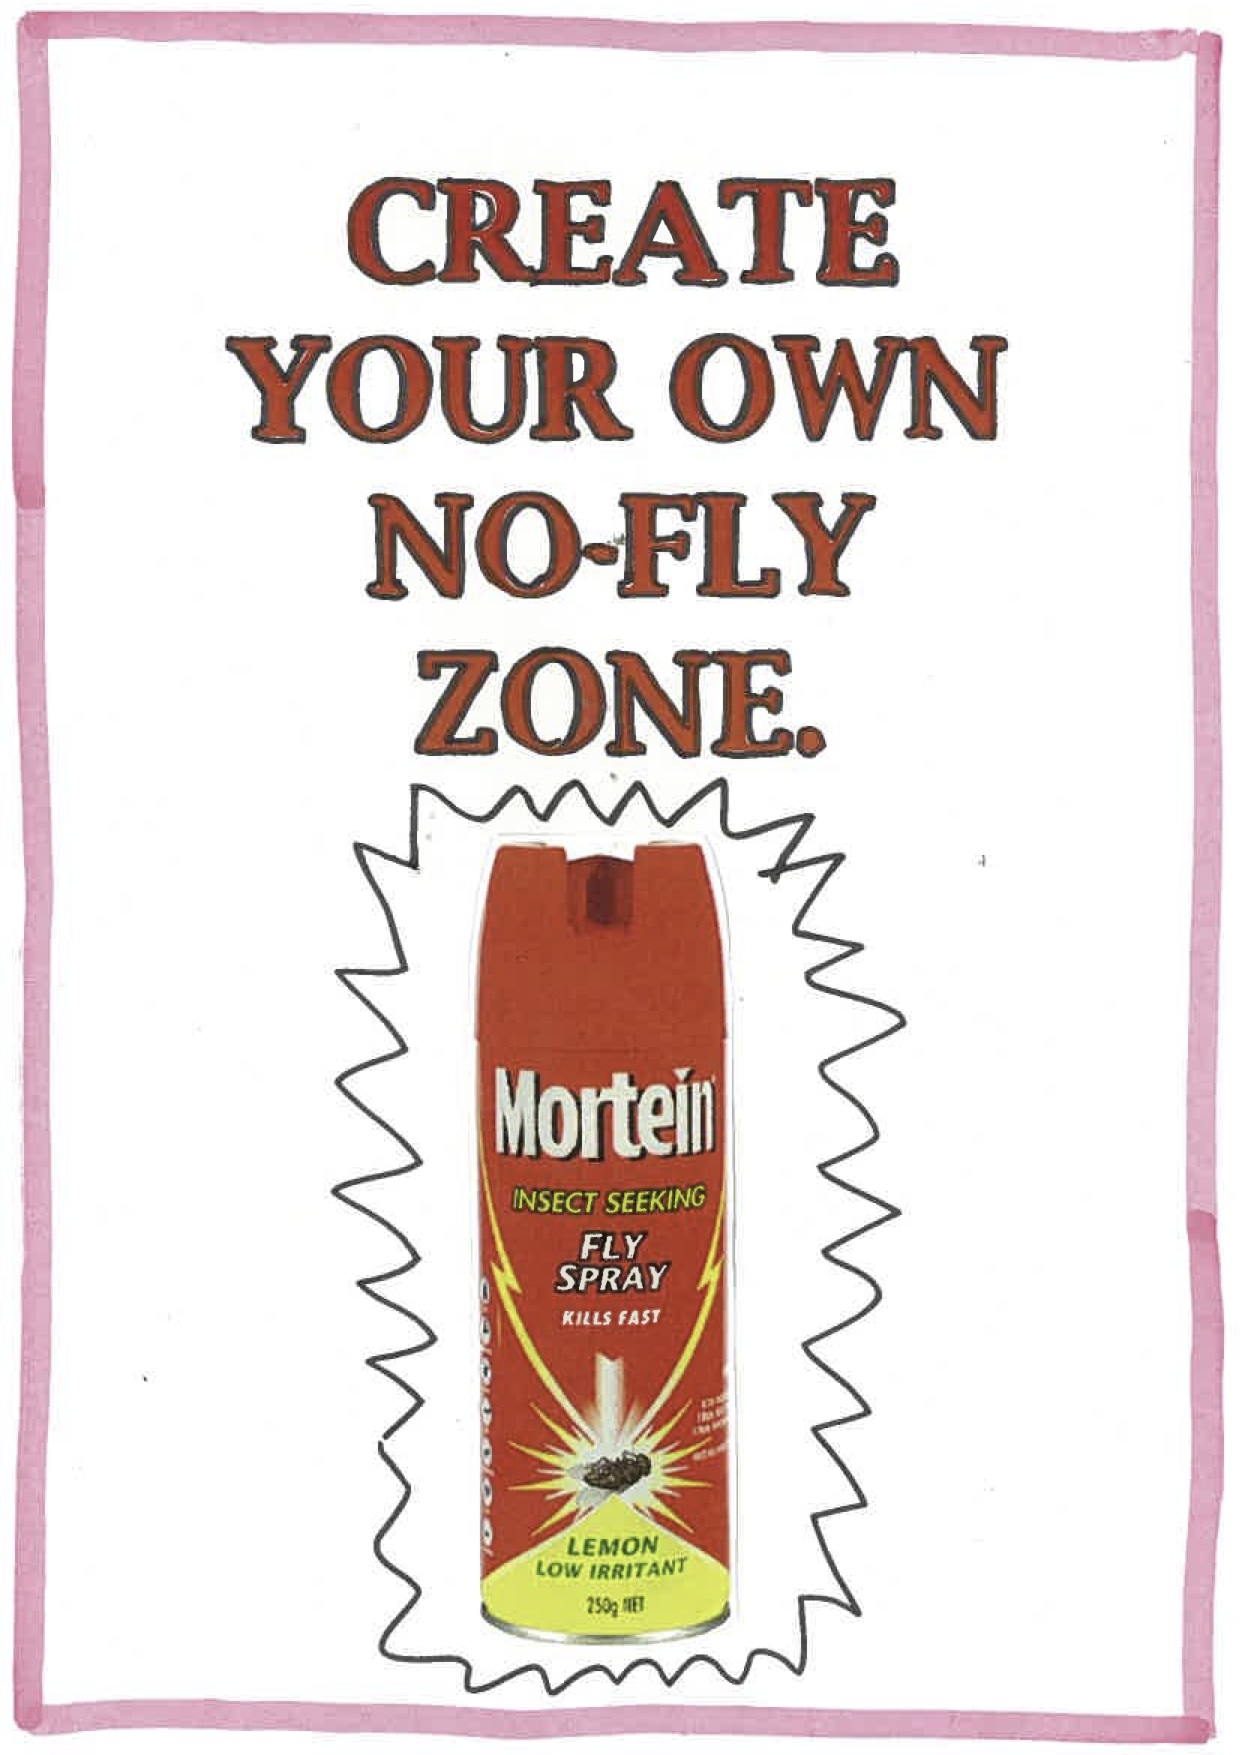 CREATE
YOUR OWN
NO-FLY
ZONE.
Mortein
INSECT SEEKING
FLY
SPRAY
KILLS FAST
LEMON
LOW IRRITANT
250g NET